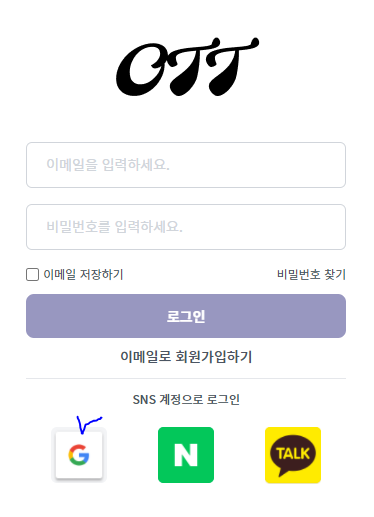 OTT
이메일을 입력하세요.
비밀번호를 입력하세요.
이메일 저장하기 비밀번호 찾기
로그인
이메일로 회원가입하기
SNS 계정으로 로그인
G N TALK